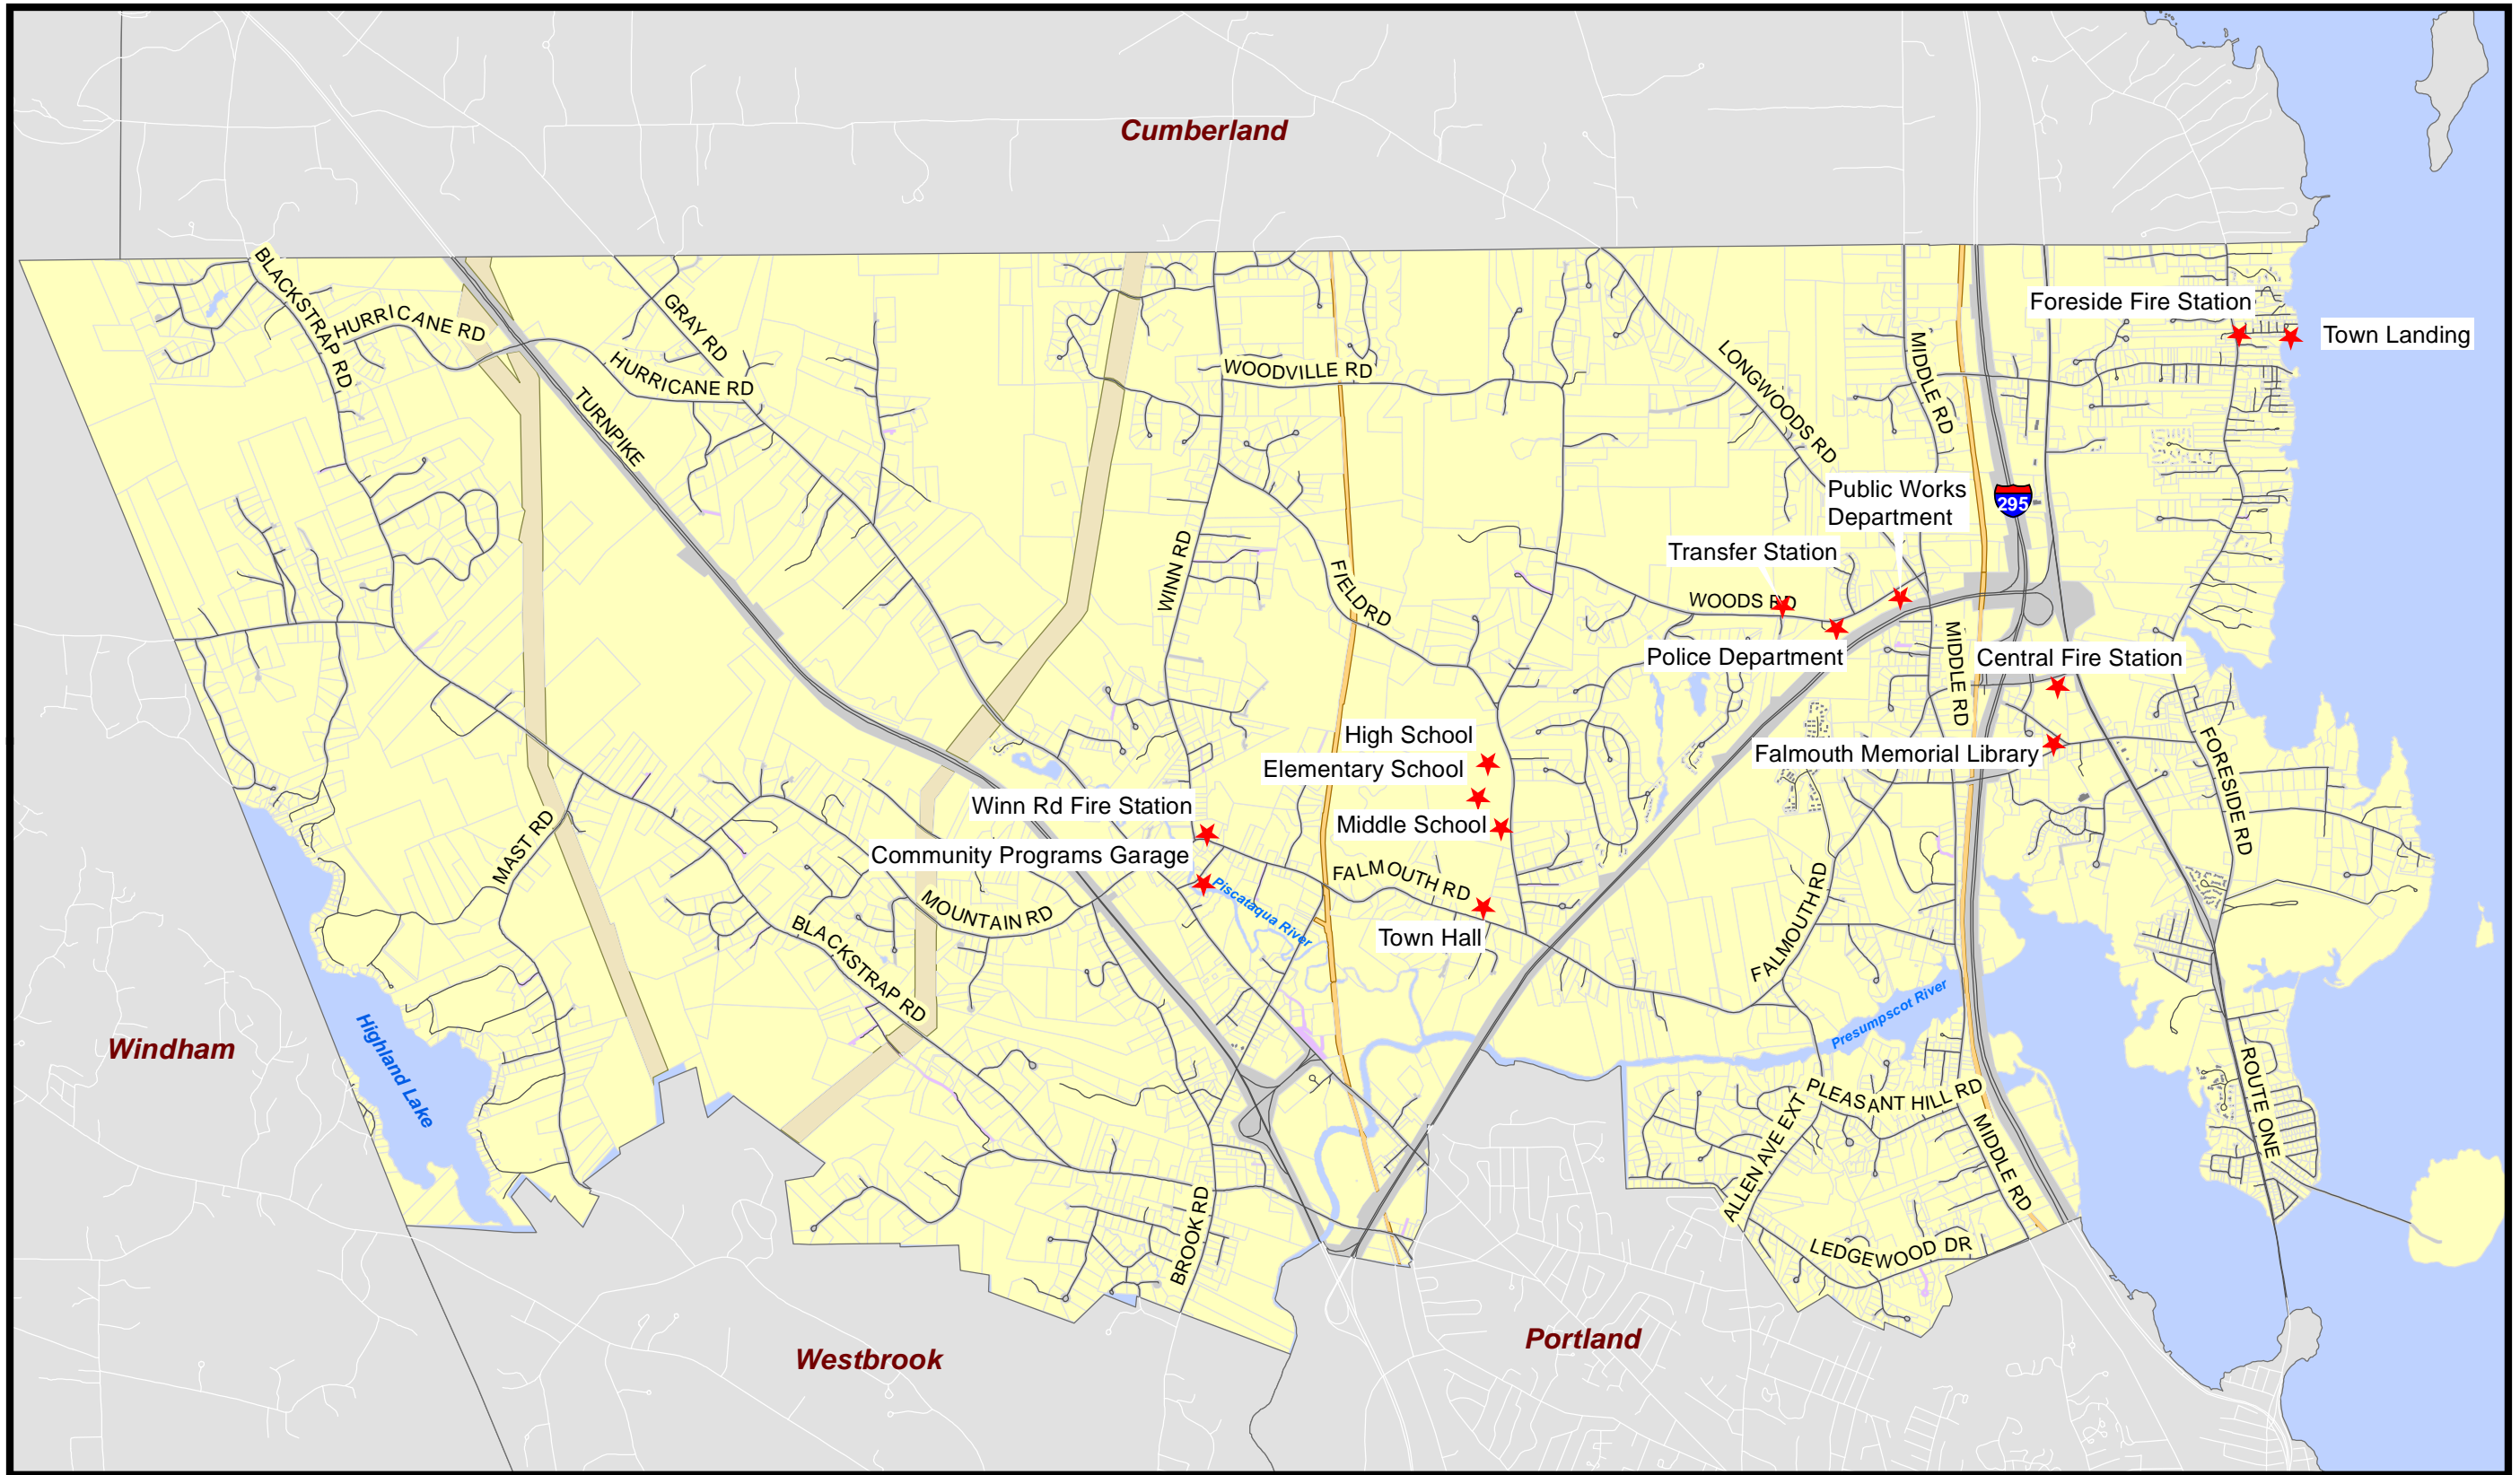 Cumberland
BLACKSTRAP RD
HURRICANE RD
GRAY RD
HURRICANE RD
TURNPIKE
WOODVILLE RD
LONGWOODS RD
MIDDLE RD
Foreside Fire Station
Town Landing
Public Works
Department
295
Transfer Station
WINN RD
FIELD RD
WOODS RD
Police Department
MIDDLE RD
Central Fire Station
High School
Elementary School
Falmouth Memorial Library
FORESIDE RD
Winn Rd Fire Station
Middle School
MAST RD
Community Programs Garage
FALMOUTH RD
Piscataqua River
MOUNTAIN RD
BLACKSTRAP RD
Town Hall
FALMOUTH RD
Presumpscot River
Windham
Highland Lake
PLEASANT HILL RD
ALLEN AVE EXT
MIDDLE RD
ROUTE ONE
BROOK RD
LEDGEWOOD DR
Westbrook
Portland